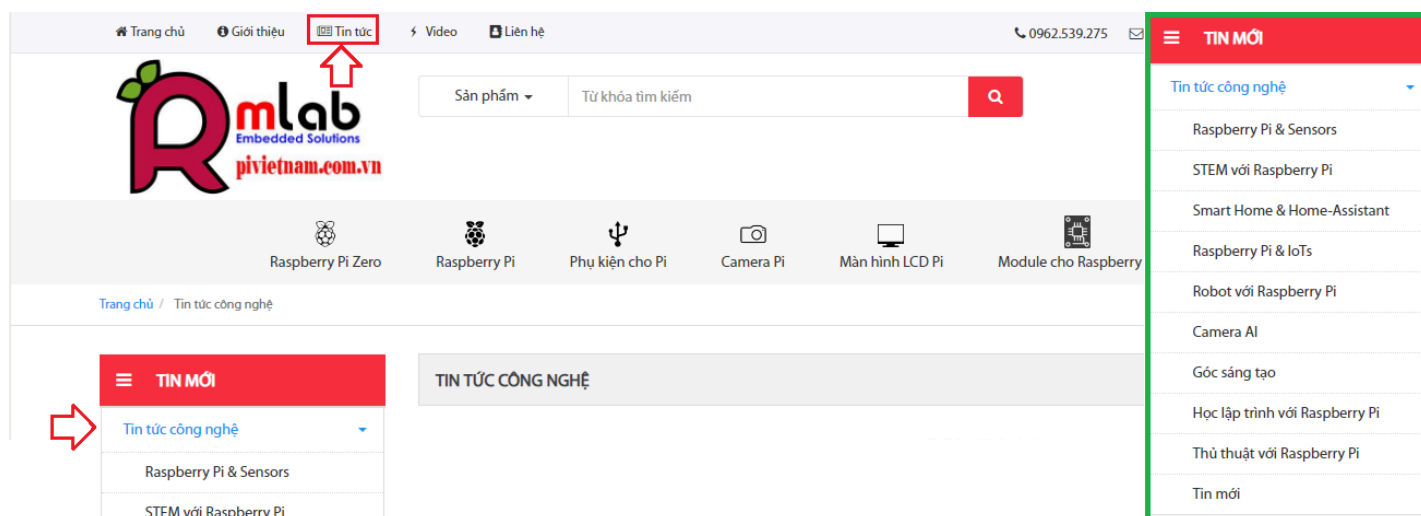 Trang chủ Giới thiệu Tin tức Video Liên hệ 0962.539.275
mlab
Embedded Solutions
pivietnam.com.vn
Sản phẩm Từ khóa tìm kiếm
Raspberry Pi Zero Raspberry Pi Phụ kiện cho Pi Camera Pi Màn hình LCD Pi Module cho Raspberry
Trang chủ / Tin tức công nghệ
TIN MỚI
Tin tức công nghệ
Raspberry Pi & Sensors
STEM với Raspberry Pi
TIN TỨC CÔNG NGHỆ
TIN MỚI
Tin tức công nghệ
Raspberry Pi & Sensors
STEM với Raspberry Pi
Smart Home & Home-Assistant
Raspberry Pi & IoTs
Robot với Raspberry Pi
Camera AI
Góc sáng tạo
Học lập trình với Raspberry Pi
Thủ thuật với Raspberry Pi
Tin mới